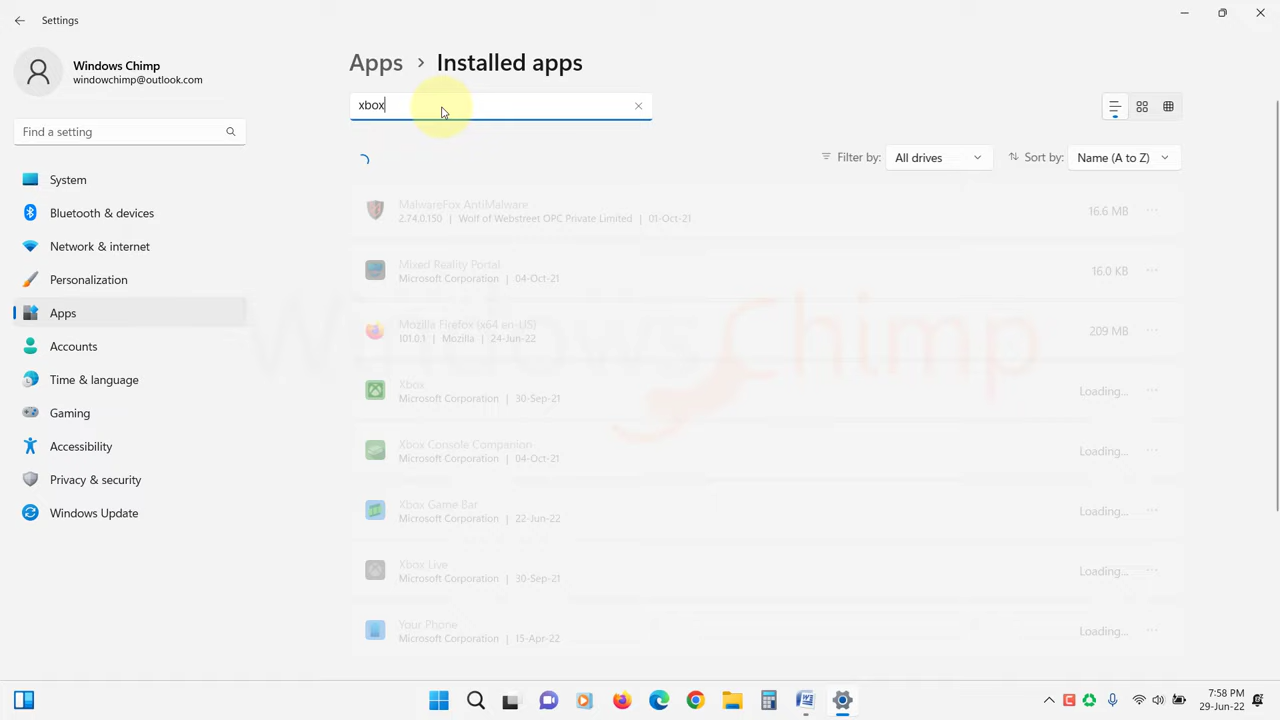 Settings
Windows Chimp
windowchimp@outlook.com
Find a setting
System
Bluetooth & devices
Network & internet
Personalization
Apps
Accounts
Time & language
Gaming
Accessibility
Privacy & security
Windows Update
Apps > Installed apps
xbox
Filter by: All drives
Sort by: Name (A to Z)
MalwareFox AntiMalware
2.74.0.150 | Wolf of Webstreet OPC Private Limited | 01-Oct-21
16.6 MB
Mixed Reality Portal
Microsoft Corporation | 04-Oct-21
16.0 KB
Mozilla Firefox (x64 en-US)
101.0.1 | Mozilla | 24-Jun-22
209 MB
Xbox
Microsoft Corporation | 30-Sep-21
Loading...
Xbox Console Companion
Microsoft Corporation | 04-Oct-21
Loading...
Xbox Game Bar
Microsoft Corporation | 22-Jun-22
Loading...
Xbox Live
Microsoft Corporation | 30-Sep-21
Loading...
Your Phone
Microsoft Corporation | 15-Apr-22
Loading...
Windows Chimp
7:58 PM
29-Jun-22